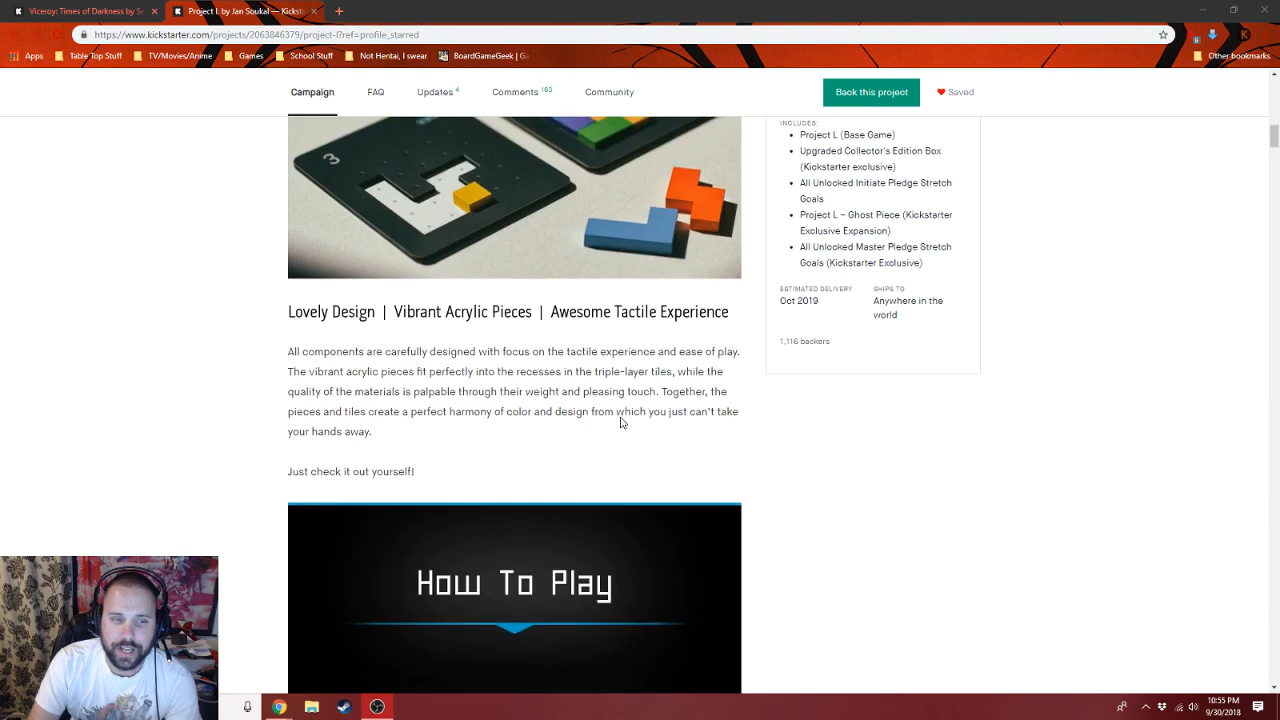 Viceroy: Times of Darkness by Se
Project L by Jan Soukal — Kicksta
https://www.kickstarter.com/projects/2063846379/project-l?ref=profile_starred
Apps
Table Top Stuff
TV/Movies/Anime
Games
School Stuff
Not Hentai, I swear
BoardGameGeek | Ga
Other bookmarks
Campaign
FAQ
Updates 4
Comments 163
Community
Back this project
Saved
3
INCLUDES:
• Project L (Base Game)
• Upgraded Collector's Edition Box
(Kickstarter exclusive)
• All Unlocked Initiate Pledge Stretch
Goals
• Project L – Ghost Piece (Kickstarter
Exclusive Expansion)
• All Unlocked Master Pledge Stretch
Goals (Kickstarter Exclusive)
ESTIMATED DELIVERY
Oct 2019
SHIPS TO
Anywhere in the
world
1,116 backers
Lovely Design | Vibrant Acrylic Pieces | Awesome Tactile Experience
All components are carefully designed with focus on the tactile experience and ease of play.
The vibrant acrylic pieces fit perfectly into the recesses in the triple-layer tiles, while the
quality of the materials is palpable through their weight and pleasing touch. Together, the
pieces and tiles create a perfect harmony of color and design from which you just can't take
your hands away.
Just check it out yourself!
How To Play
10:55 PM
9/30/2018